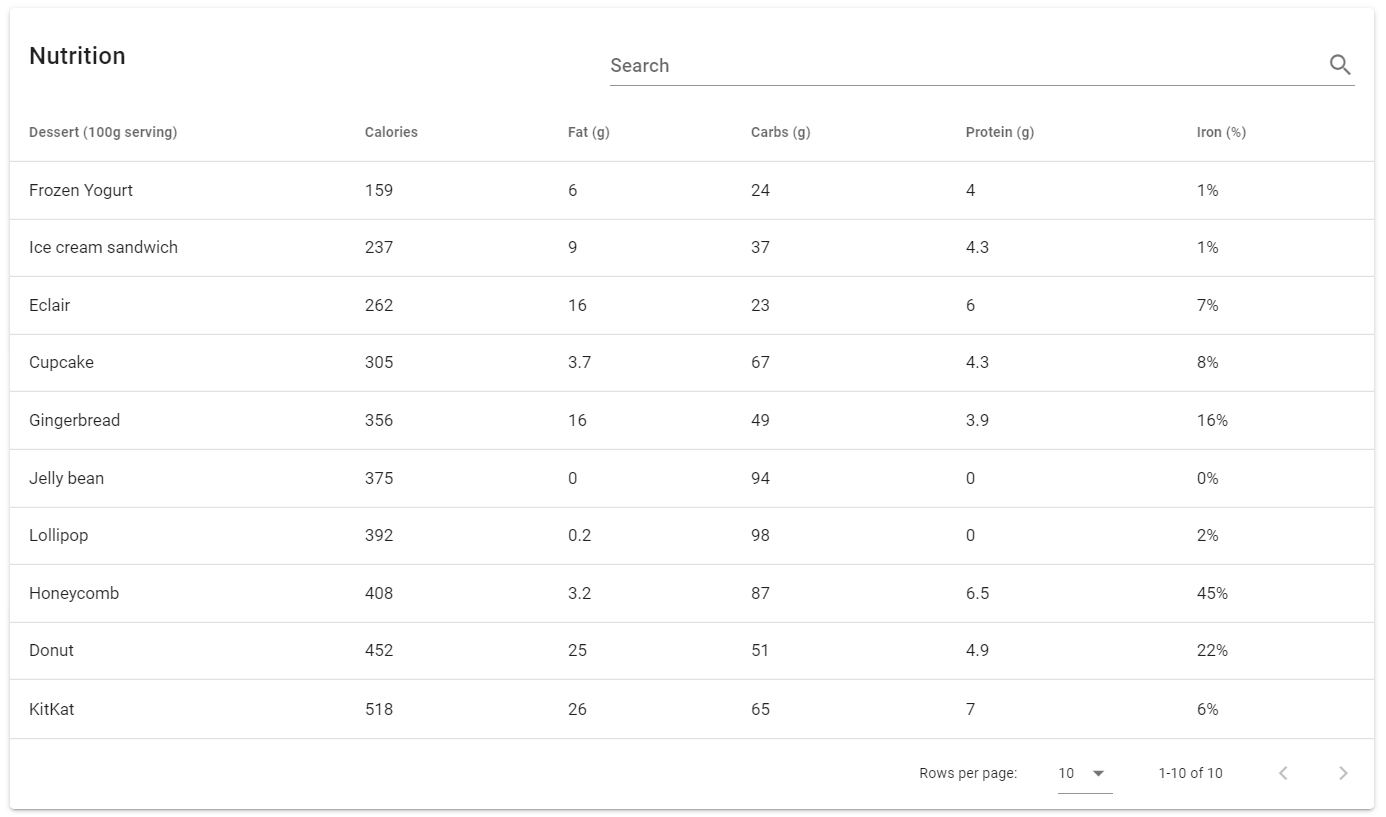 Nutrition
Search
Dessert (100g serving) Calories Fat (g) Carbs (g) Protein (g) Iron (%)
Frozen Yogurt 159 6 24 4 1%
Ice cream sandwich 237 9 37 4.3 1%
Eclair 262 16 23 6 7%
Cupcake 305 3.7 67 4.3 8%
Gingerbread 356 16 49 3.9 16%
Jelly bean 375 0 94 0 0%
Lollipop 392 0.2 98 0 2%
Honeycomb 408 3.2 87 6.5 45%
Donut 452 25 51 4.9 22%
KitKat 518 26 65 7 6%
Rows per page: 10 1-10 of 10